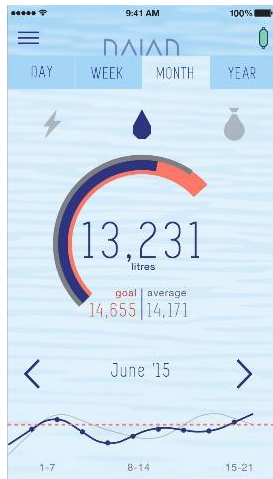 9:41 AM 100%
NAIAD
DAY WEEK MONTH YEAR
13,231
litres
goal average
14,655 14,171
June '15
1-7 8-14 15-21